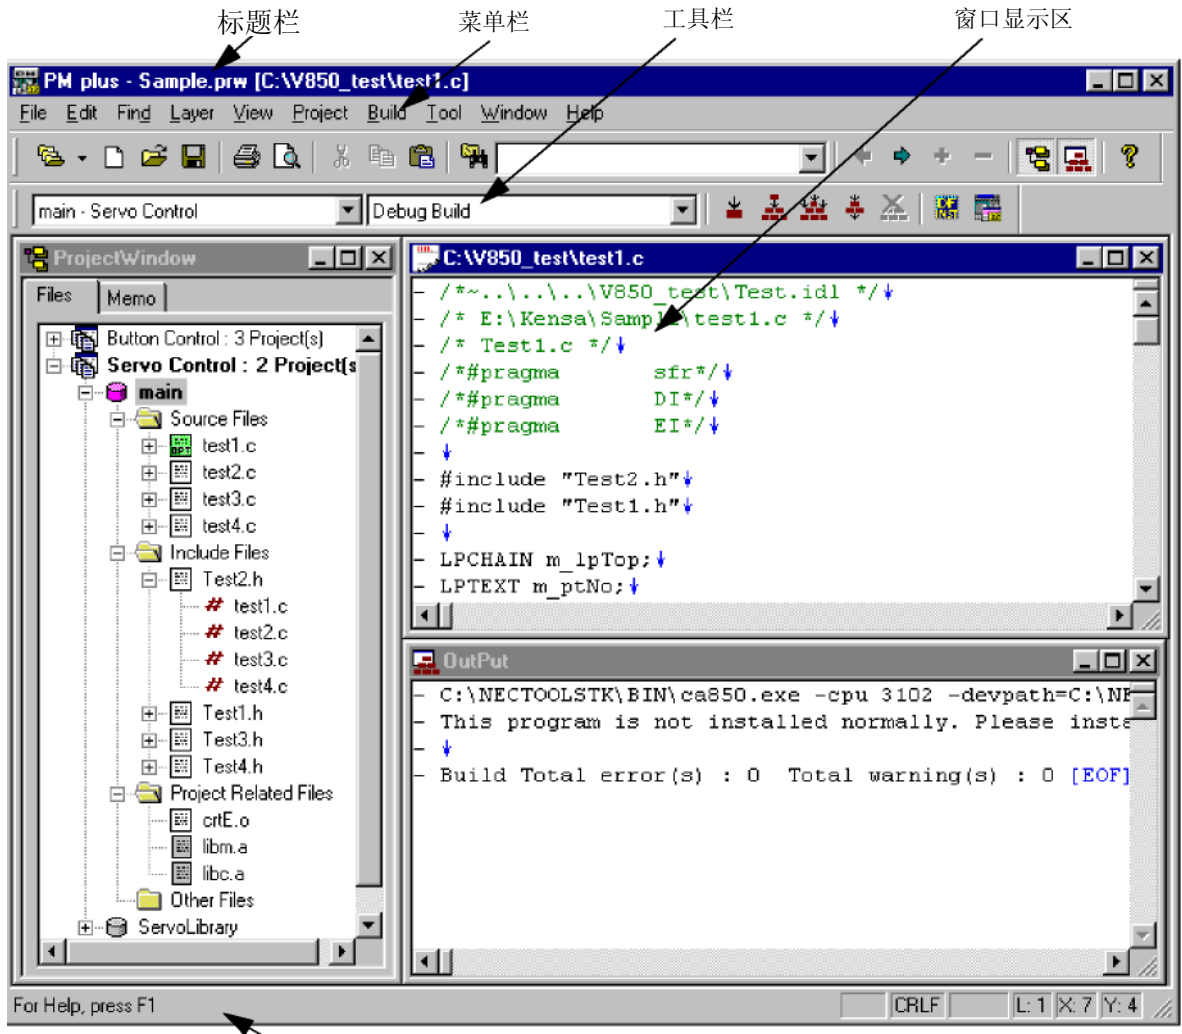 标题栏 菜单栏 工具栏 窗口显示区
PM plus - Sample.prw [C:\V850_test\test1.c]
File Edit Find Layer View Project Build Tool Window Help
main - Servo Control Debug Build
ProjectWindow
Files Memo
Button Control : 3 Project(s)
Servo Control : 2 Project(s
main
Source Files
test1.c
test2.c
test3.c
test4.c
Include Files
Test2.h
test1.c
test2.c
test3.c
test4.c
Test1.h
Test3.h
Test4.h
Project Related Files
crtE.o
libm.a
libc.a
Other Files
ServoLibrary
C:\V850_test\test1.c
/*~..\..\..\V850_test\Test.idl */
/* E:\Kensa\Sample\test1.c */
/* Test1.c */
/*#pragma sfr*/
/*#pragma DI*/
/*#pragma EI*/
#include "Test2.h"
#include "Test1.h"
LPCHAIN m_lpTop;
LPTEXT m_ptNo;
OutPut
C:\NECTOOLSTK\BIN\ca850.exe -cpu 3102 -devpath=C:\NE
This program is not installed normally. Please insta
Build Total error(s) : 0 Total warning(s) : 0 [EOF]
For Help, press F1 CRLF L: 1 X: 7 Y: 4